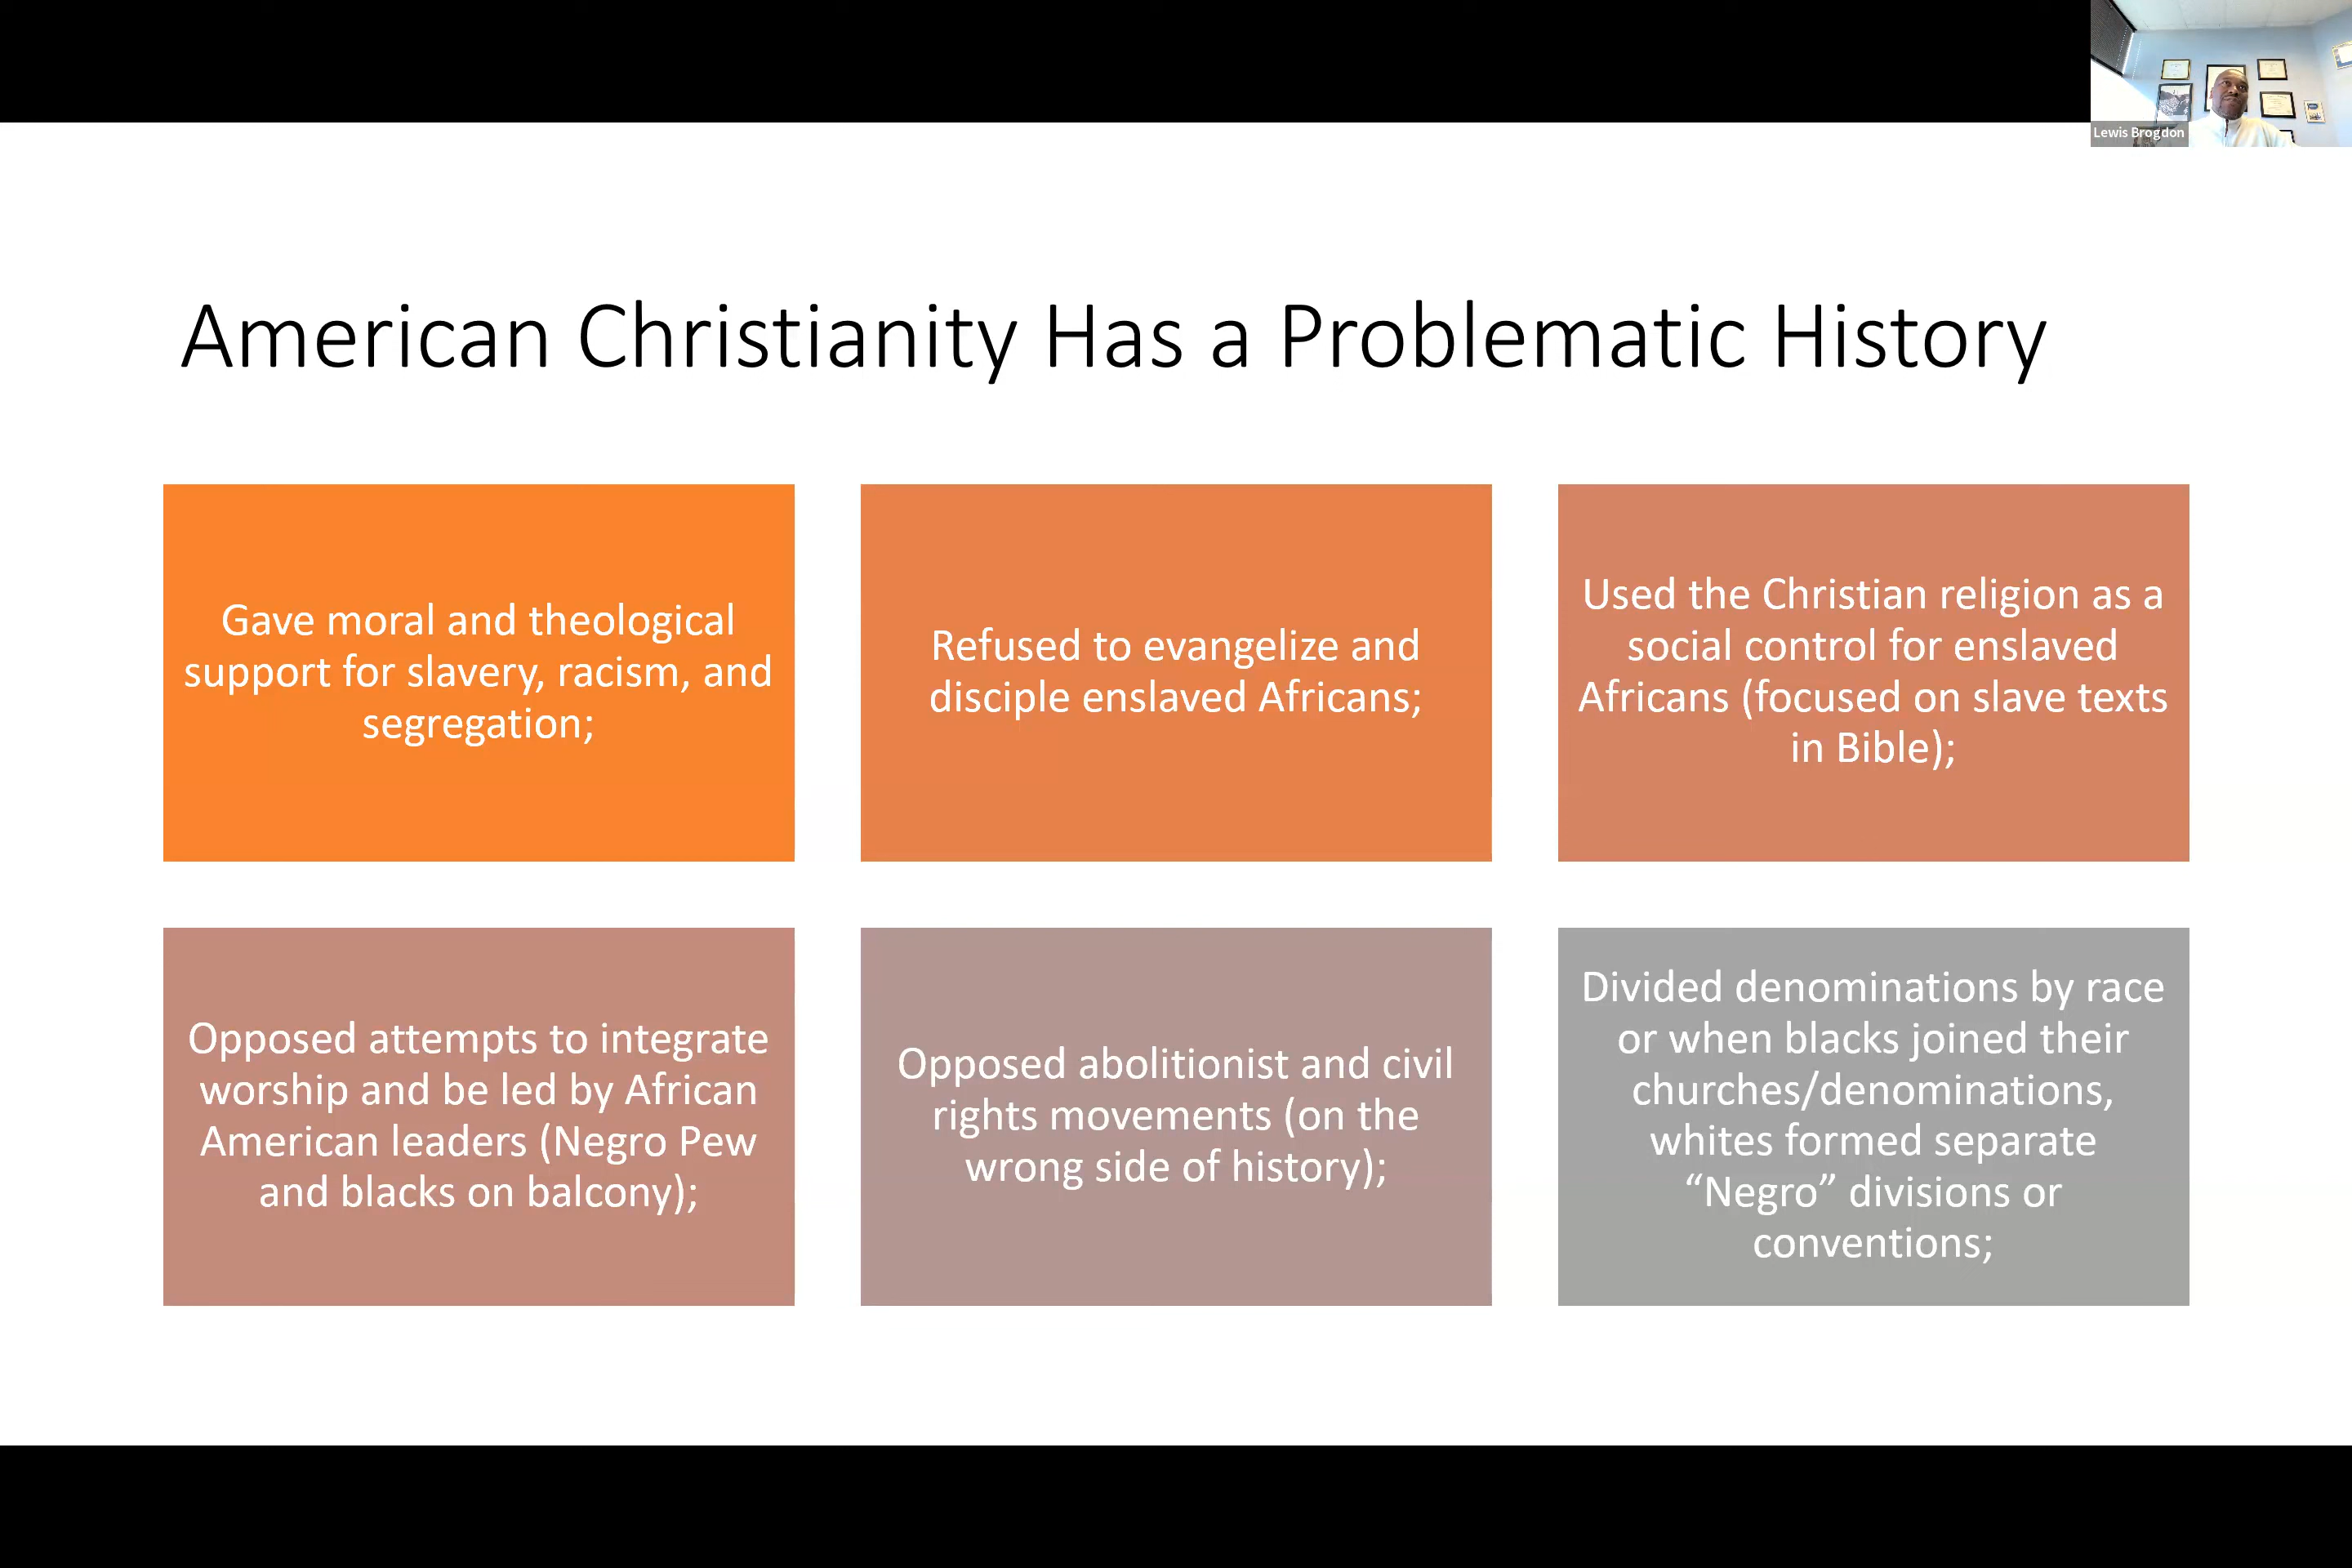 Lewis Brogdon
American Christianity Has a Problematic History
Gave moral and theological
support for slavery, racism, and
segregation;
Refused to evangelize and
disciple enslaved Africans;
Used the Christian religion as a
social control for enslaved
Africans (focused on slave texts
in Bible);
Opposed attempts to integrate
worship and be led by African
American leaders (Negro Pew
and blacks on balcony);
Opposed abolitionist and civil
rights movements (on the
wrong side of history);
Divided denominations by race
or when blacks joined their
churches/denominations,
whites formed separate
“Negro” divisions or
conventions;